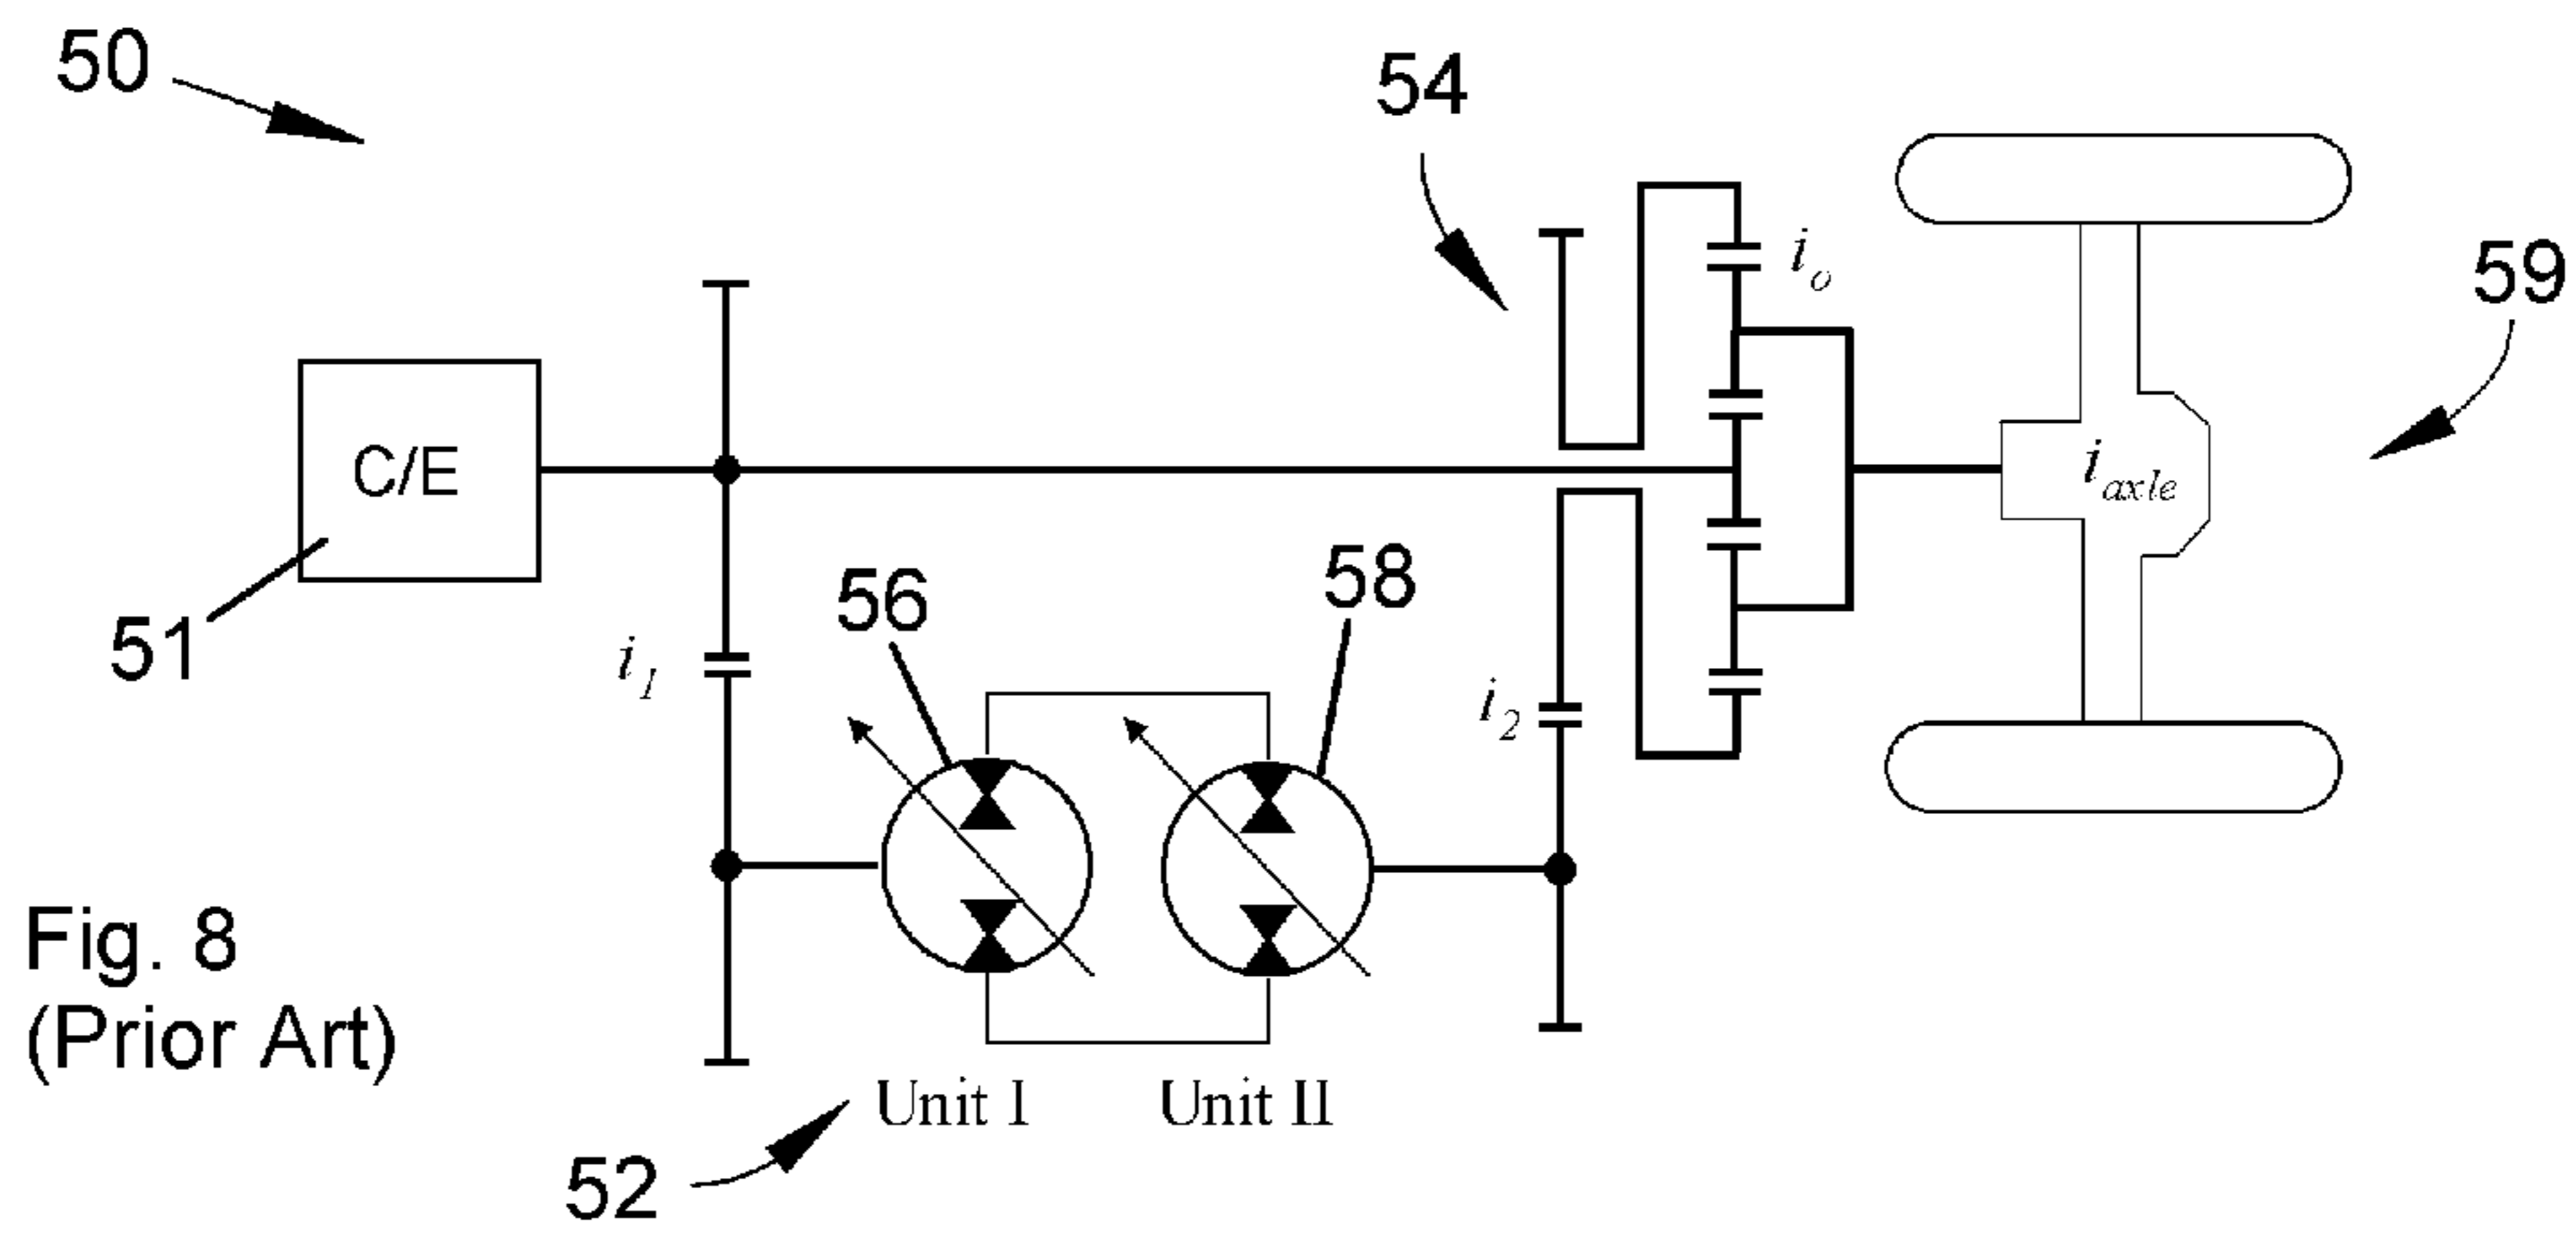 50
54
i_o
59
C/E
i_axle
51
56
58
i_1
i_2
Fig. 8
(Prior Art)
Unit I
Unit II
52